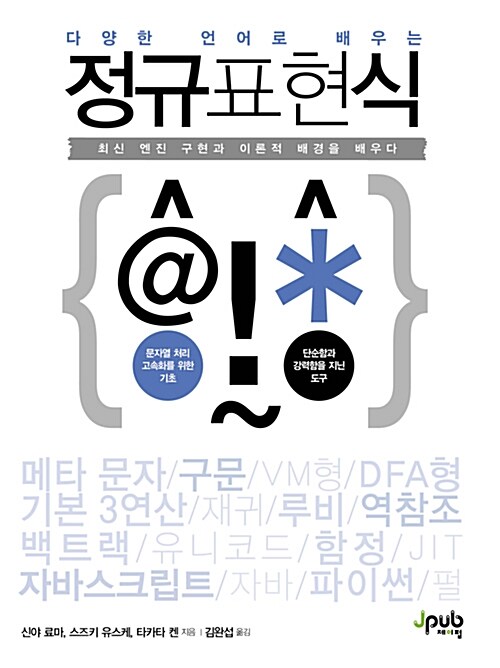 다양한 언어로 배우는
정규표현식
최신 엔진 구현과 이론적 배경을 배우다
{ ^ ^ }
@ ! *
~
문자열 처리
고속화를 위한
기초
단순함과
강력함을 지닌
도구
메타 문자/구문/VM형/DFA형
기본 3연산/재귀/루비/역참조
백트랙/유니코드/함정/JIT
자바스크립트/자바/파이썬/펄
신야 료마, 스즈키 유스케, 타카타 켄 지음 | 김완섭 옮김
Jpub
제이펍